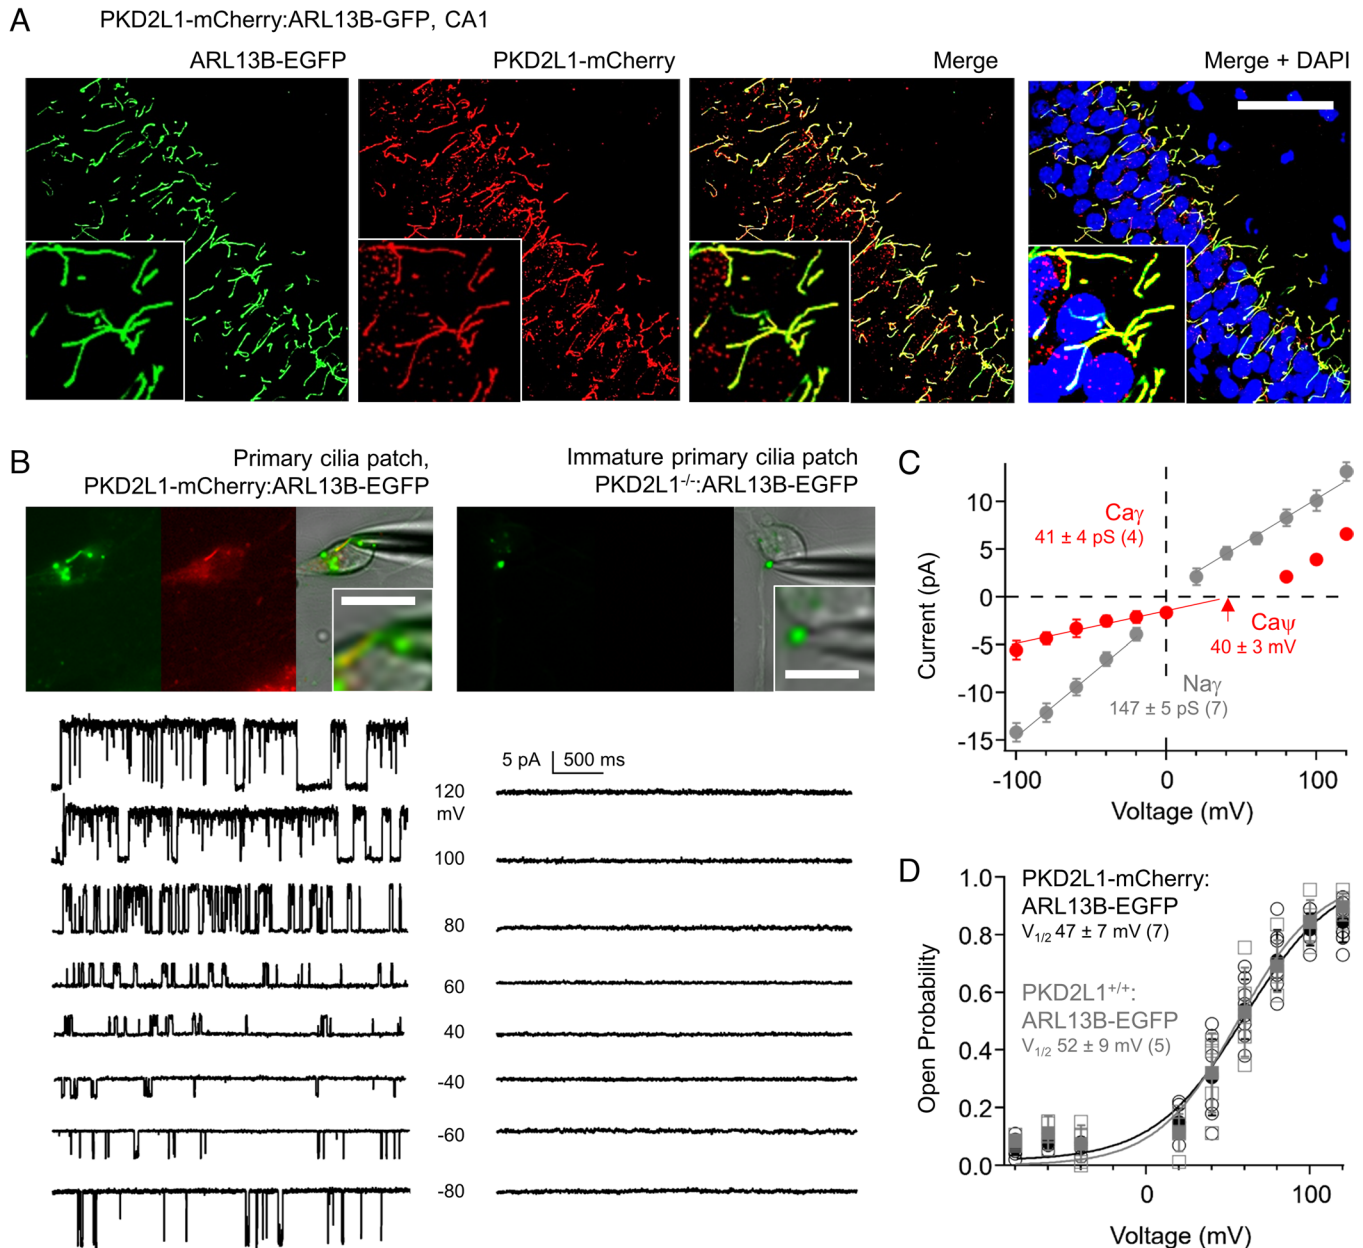 A
PKD2L1-mCherry:ARL13B-GFP, CA1
ARL13B-EGFP
PKD2L1-mCherry
Merge
Merge + DAPI
B
Primary cilia patch,
PKD2L1-mCherry:ARL13B-EGFP
Immature primary cilia patch
PKD2L1-/-:ARL13B-EGFP
5 pA
500 ms
120
mV
100
80
60
40
-40
-60
-80
C
Current (pA)
10
5
0
-5
-10
-15
Caγ
41 ± 4 pS (4)
Caψ
40 ± 3 mV
Naγ
147 ± 5 pS (7)
-100
0
100
Voltage (mV)
D
Open Probability
1.0
0.8
0.6
0.4
0.2
0.0
PKD2L1-mCherry:
ARL13B-EGFP
V1/2 47 ± 7 mV (7)
PKD2L1+/+:
ARL13B-EGFP
V1/2 52 ± 9 mV (5)
0
100
Voltage (mV)